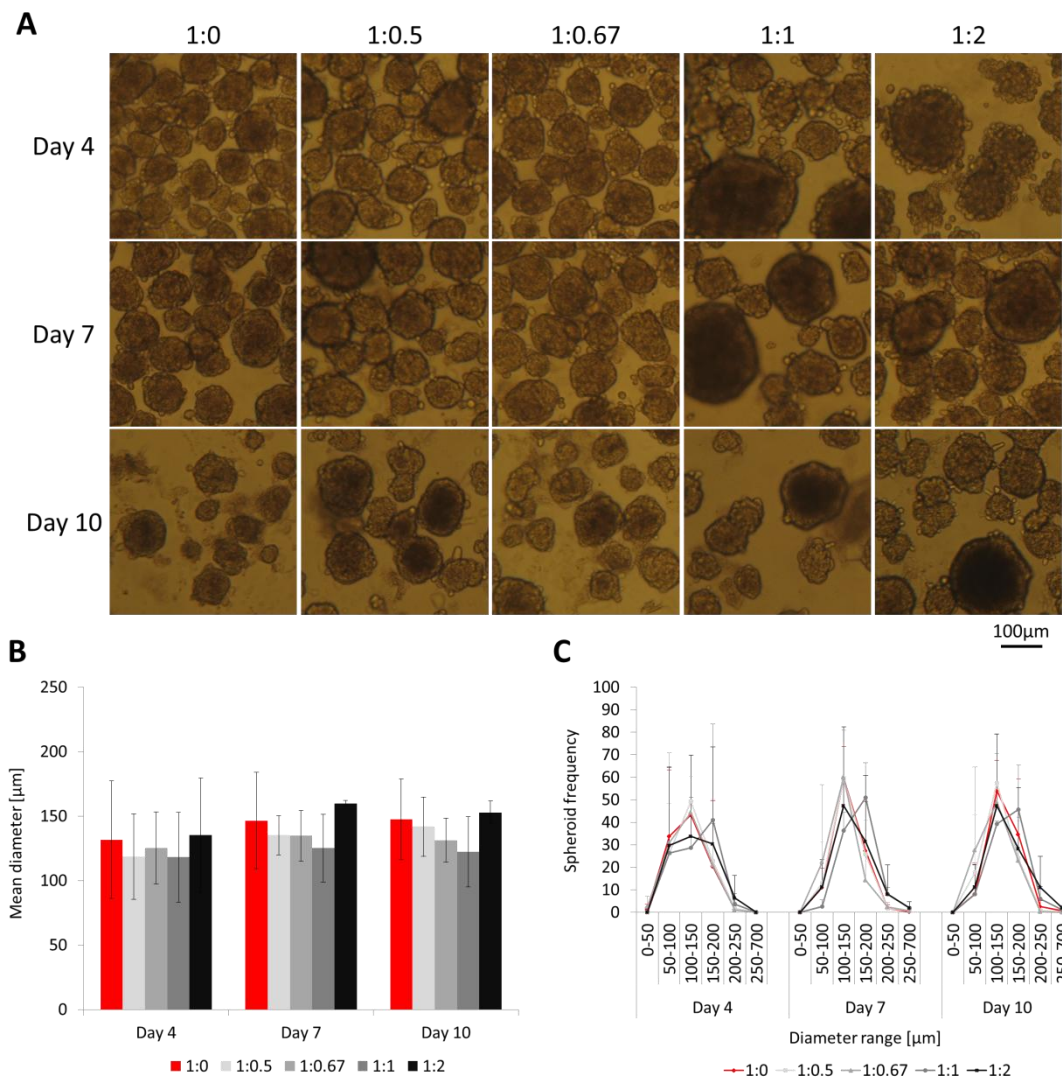 A
1:0 1:0.5 1:0.67 1:1 1:2
Day 4
Day 7
Day 10
100µm
B
Mean diameter [µm]
250
200
150
100
50
0
Day 4 Day 7 Day 10
1:0 1:0.5 1:0.67 1:1 1:2
C
Spheroid frequency
100
90
80
70
60
50
40
30
20
10
0
0-50 50-100 100-150 150-200 200-250 250-700 0-50 50-100 100-150 150-200 200-250 250-700 0-50 50-100 100-150 150-200 200-250
Day 4 Day 7 Day 10
Diameter range [µm]
1:0 1:0.5 1:0.67 1:1 1:2